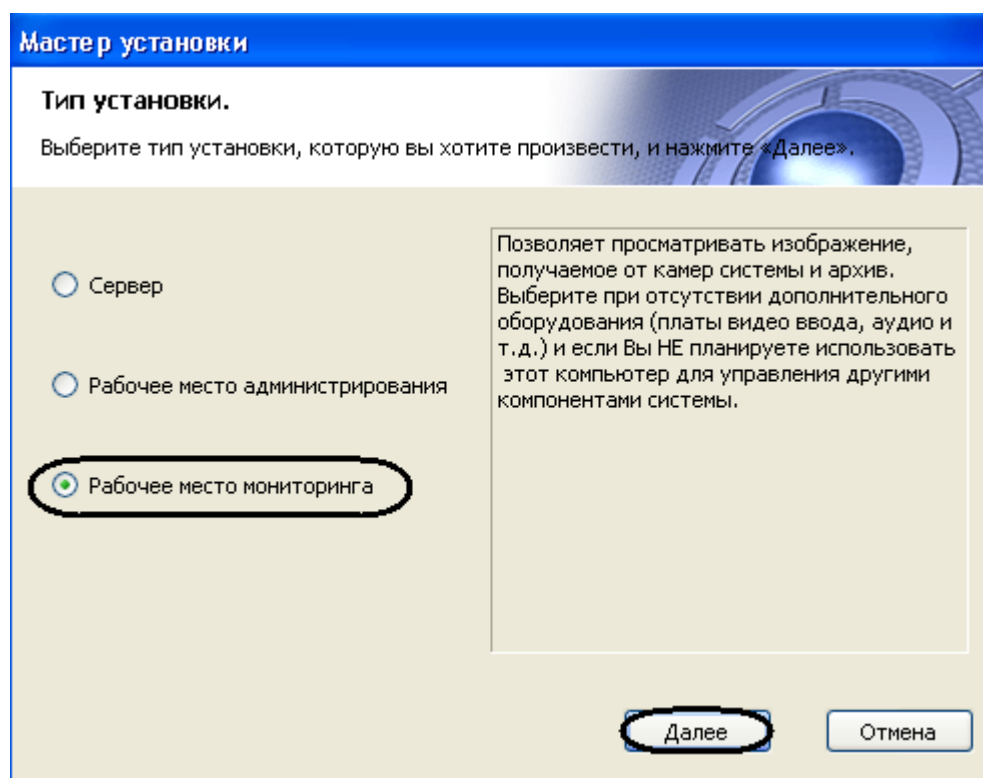 Мастер установки
Тип установки.
Выберите тип установки, которую вы хотите произвести, и нажмите «Далее».
Сервер
Рабочее место администрирования
Рабочее место мониторинга
Позволяет просматривать изображение,
получаемое от камер системы и архив.
Выберите при отсутствии дополнительного
оборудования (платы видео ввода, аудио и
т.д.) и если Вы НЕ планируете использовать
этот компьютер для управления другими
компонентами системы.
Далее
Отмена